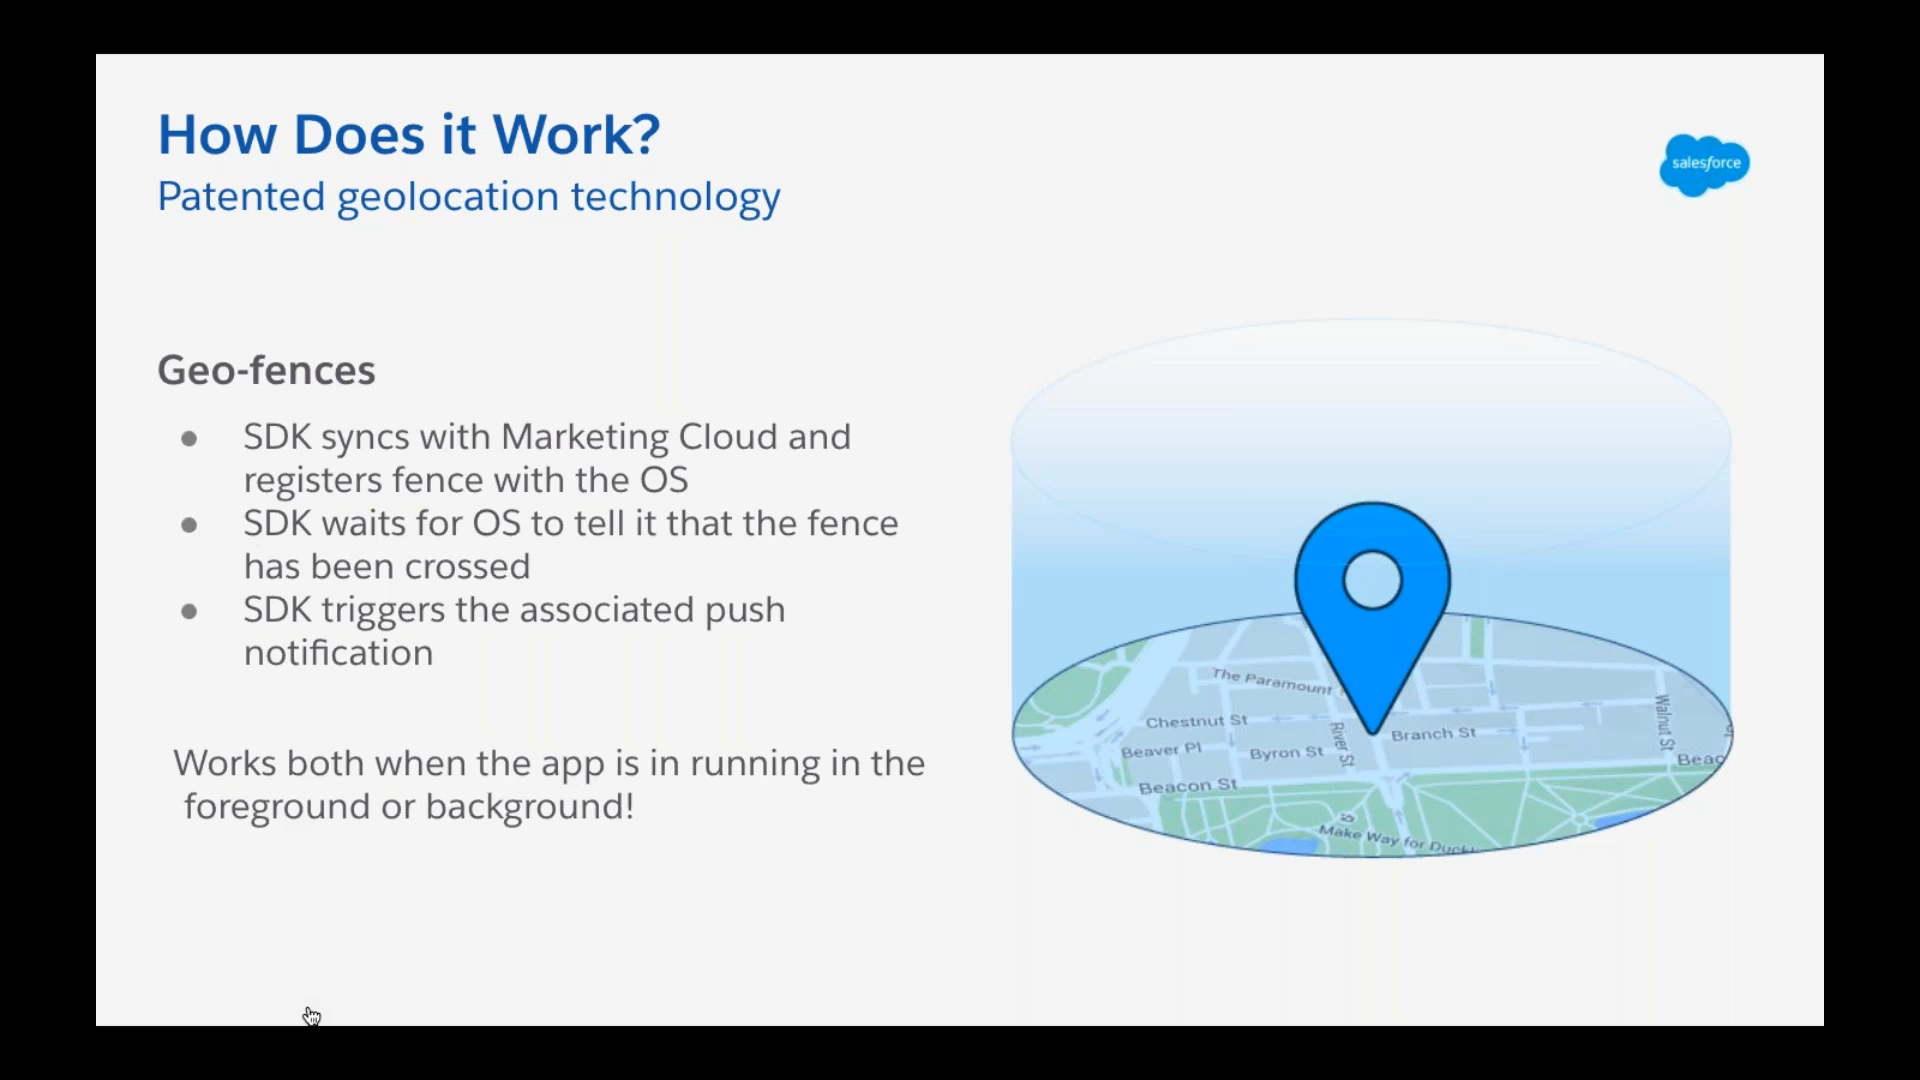 How Does it Work?
Patented geolocation technology
salesforce
Geo-fences
● SDK syncs with Marketing Cloud and
registers fence with the OS
● SDK waits for OS to tell it that the fence
has been crossed
● SDK triggers the associated push
notification
Works both when the app is in running in the
foreground or background!
The Paramount
Chestnut St
Beaver Pl
Byron St
River St
Branch St
Walnut St
Beacon St
Beac
Make Way for Duck